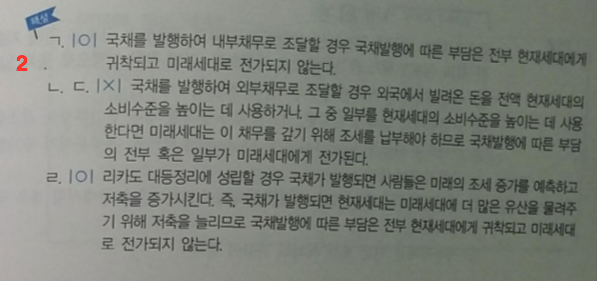 해설
ㄱ. |O| 국채를 발행하여 내부채무로 조달할 경우 국채발행에 따른 부담은 전부 현재세대에게
2
귀착되고 미래세대로 전가되지 않는다.
ㄴ. ㄷ. |X| 국채를 발행하여 외부채무로 조달할 경우 외국에서 빌려온 돈을 전액 현재세대의
소비수준을 높이는 데 사용하거나, 그 중 일부를 현재세대의 소비수준을 높이는 데 사용
한다면 미래세대는 이 채무를 갚기 위해 조세를 납부해야 하므로 국채발행에 따른 부담
의 전부 혹은 일부가 미래세대에게 전가된다.
ㄹ. |O| 리카도 대등정리에 성립할 경우 국채가 발행되면 사람들은 미래의 조세 증가를 예측하고
저축을 증가시킨다. 즉, 국채가 발행되면 현재세대는 미래세대에 더 많은 유산을 물려주
기 위해 저축을 늘리므로 국채발행에 따른 부담은 전부 현재세대에게 귀착되고 미래세대
로 전가되지 않는다.